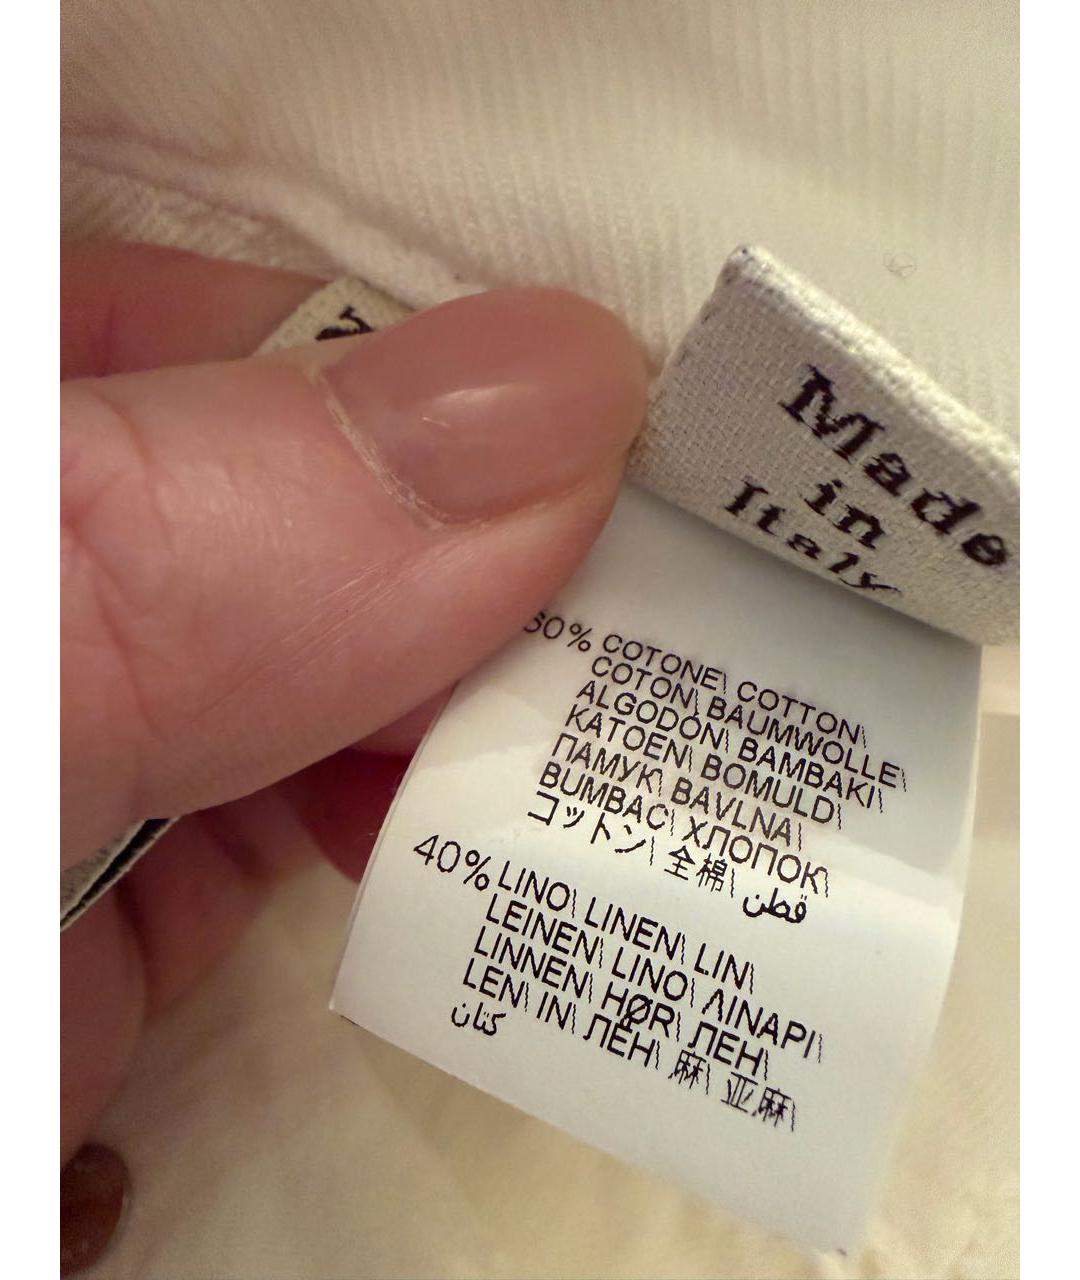 Made
in
Italy
60% COTONE\ COTTON\
COTON\ BAUMWOLLE\
ALGODÓN\ BAMBAKI\
KATOEN\ BOMULD\
ПАМУК\ BAVLNA\
BUMBAC\ ХЛОПОК\
コットン\ 全棉\ قطن
40% LINO\ LINEN\ LIN\
LEINEN\ LINO\ ΛINAPI\
LINNEN\ HØR\ ЛЕН\
LEN\ IN\ ЛЁН\ 麻\ 亚麻\
كتان